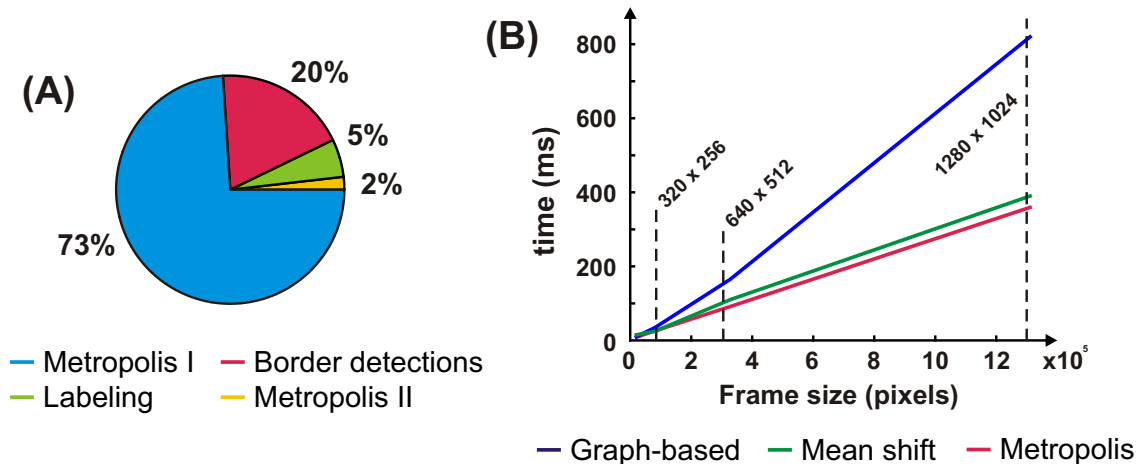 (A)
20%
5%
2%
73%
Metropolis I
Border detections
Labeling
Metropolis II
(B)
time (ms)
800
600
400
200
0
320 x 256
640 x 512
1280 x 1024
0 2 4 6 8 10 12 x10⁵
Frame size (pixels)
Graph-based Mean shift Metropolis